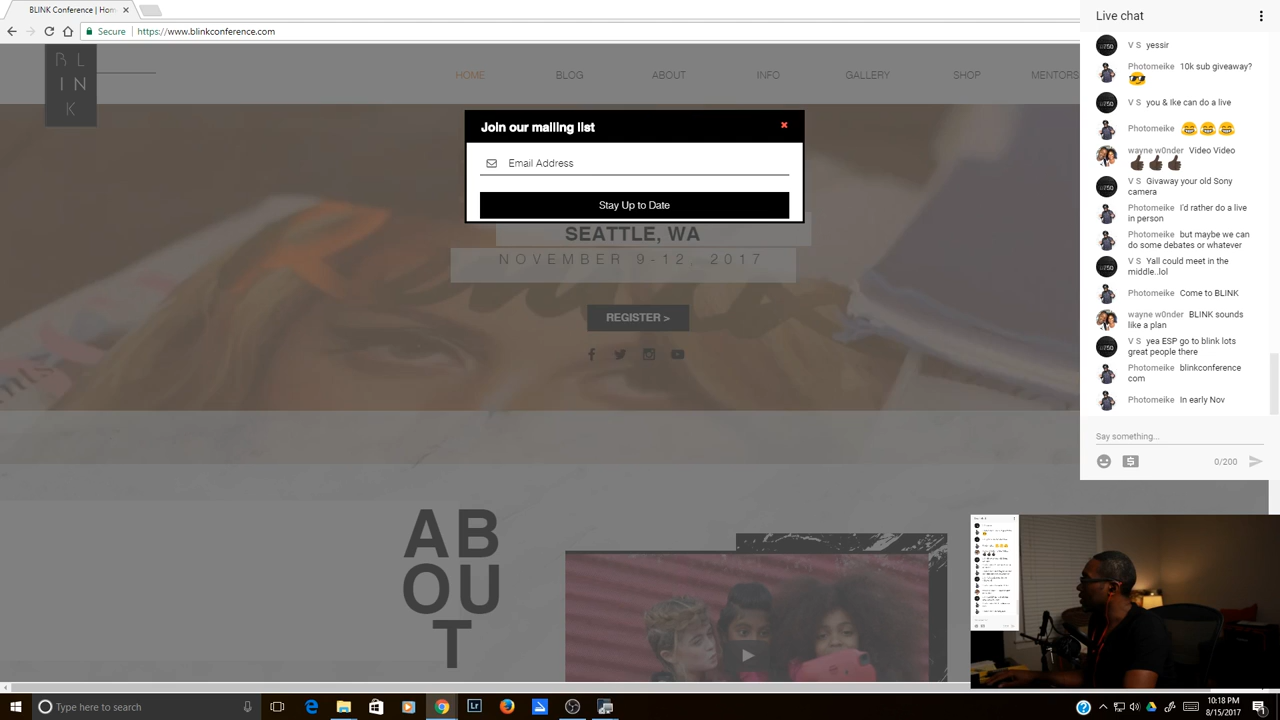 BLINK Conference | Hom
Secure
https://www.blinkconference.com
BL
IN
K
HOME
BLOG
ABOUT
INFO
GALLERY
SHOP
MENTORS
Join our mailing list
Email Address
Stay Up to Date
SEATTLE, WA
NOVEMBER 9-12, 2017
REGISTER >
AB
OU
T
Live chat
V S yessir
Photomeike 10k sub giveaway?
V S you & Ike can do a live
Photomeike
wayne w0nder Video Video
V S Givaway your old Sony
camera
Photomeike I'd rather do a live
in person
Photomeike but maybe we can
do some debates or whatever
V S Yall could meet in the
middle..lol
Photomeike Come to BLINK
wayne w0nder BLINK sounds
like a plan
V S yea ESP go to blink lots
great people there
Photomeike blinkconference
com
Photomeike In early Nov
Say something...
0/200
Type here to search
10:18 PM
8/15/2017